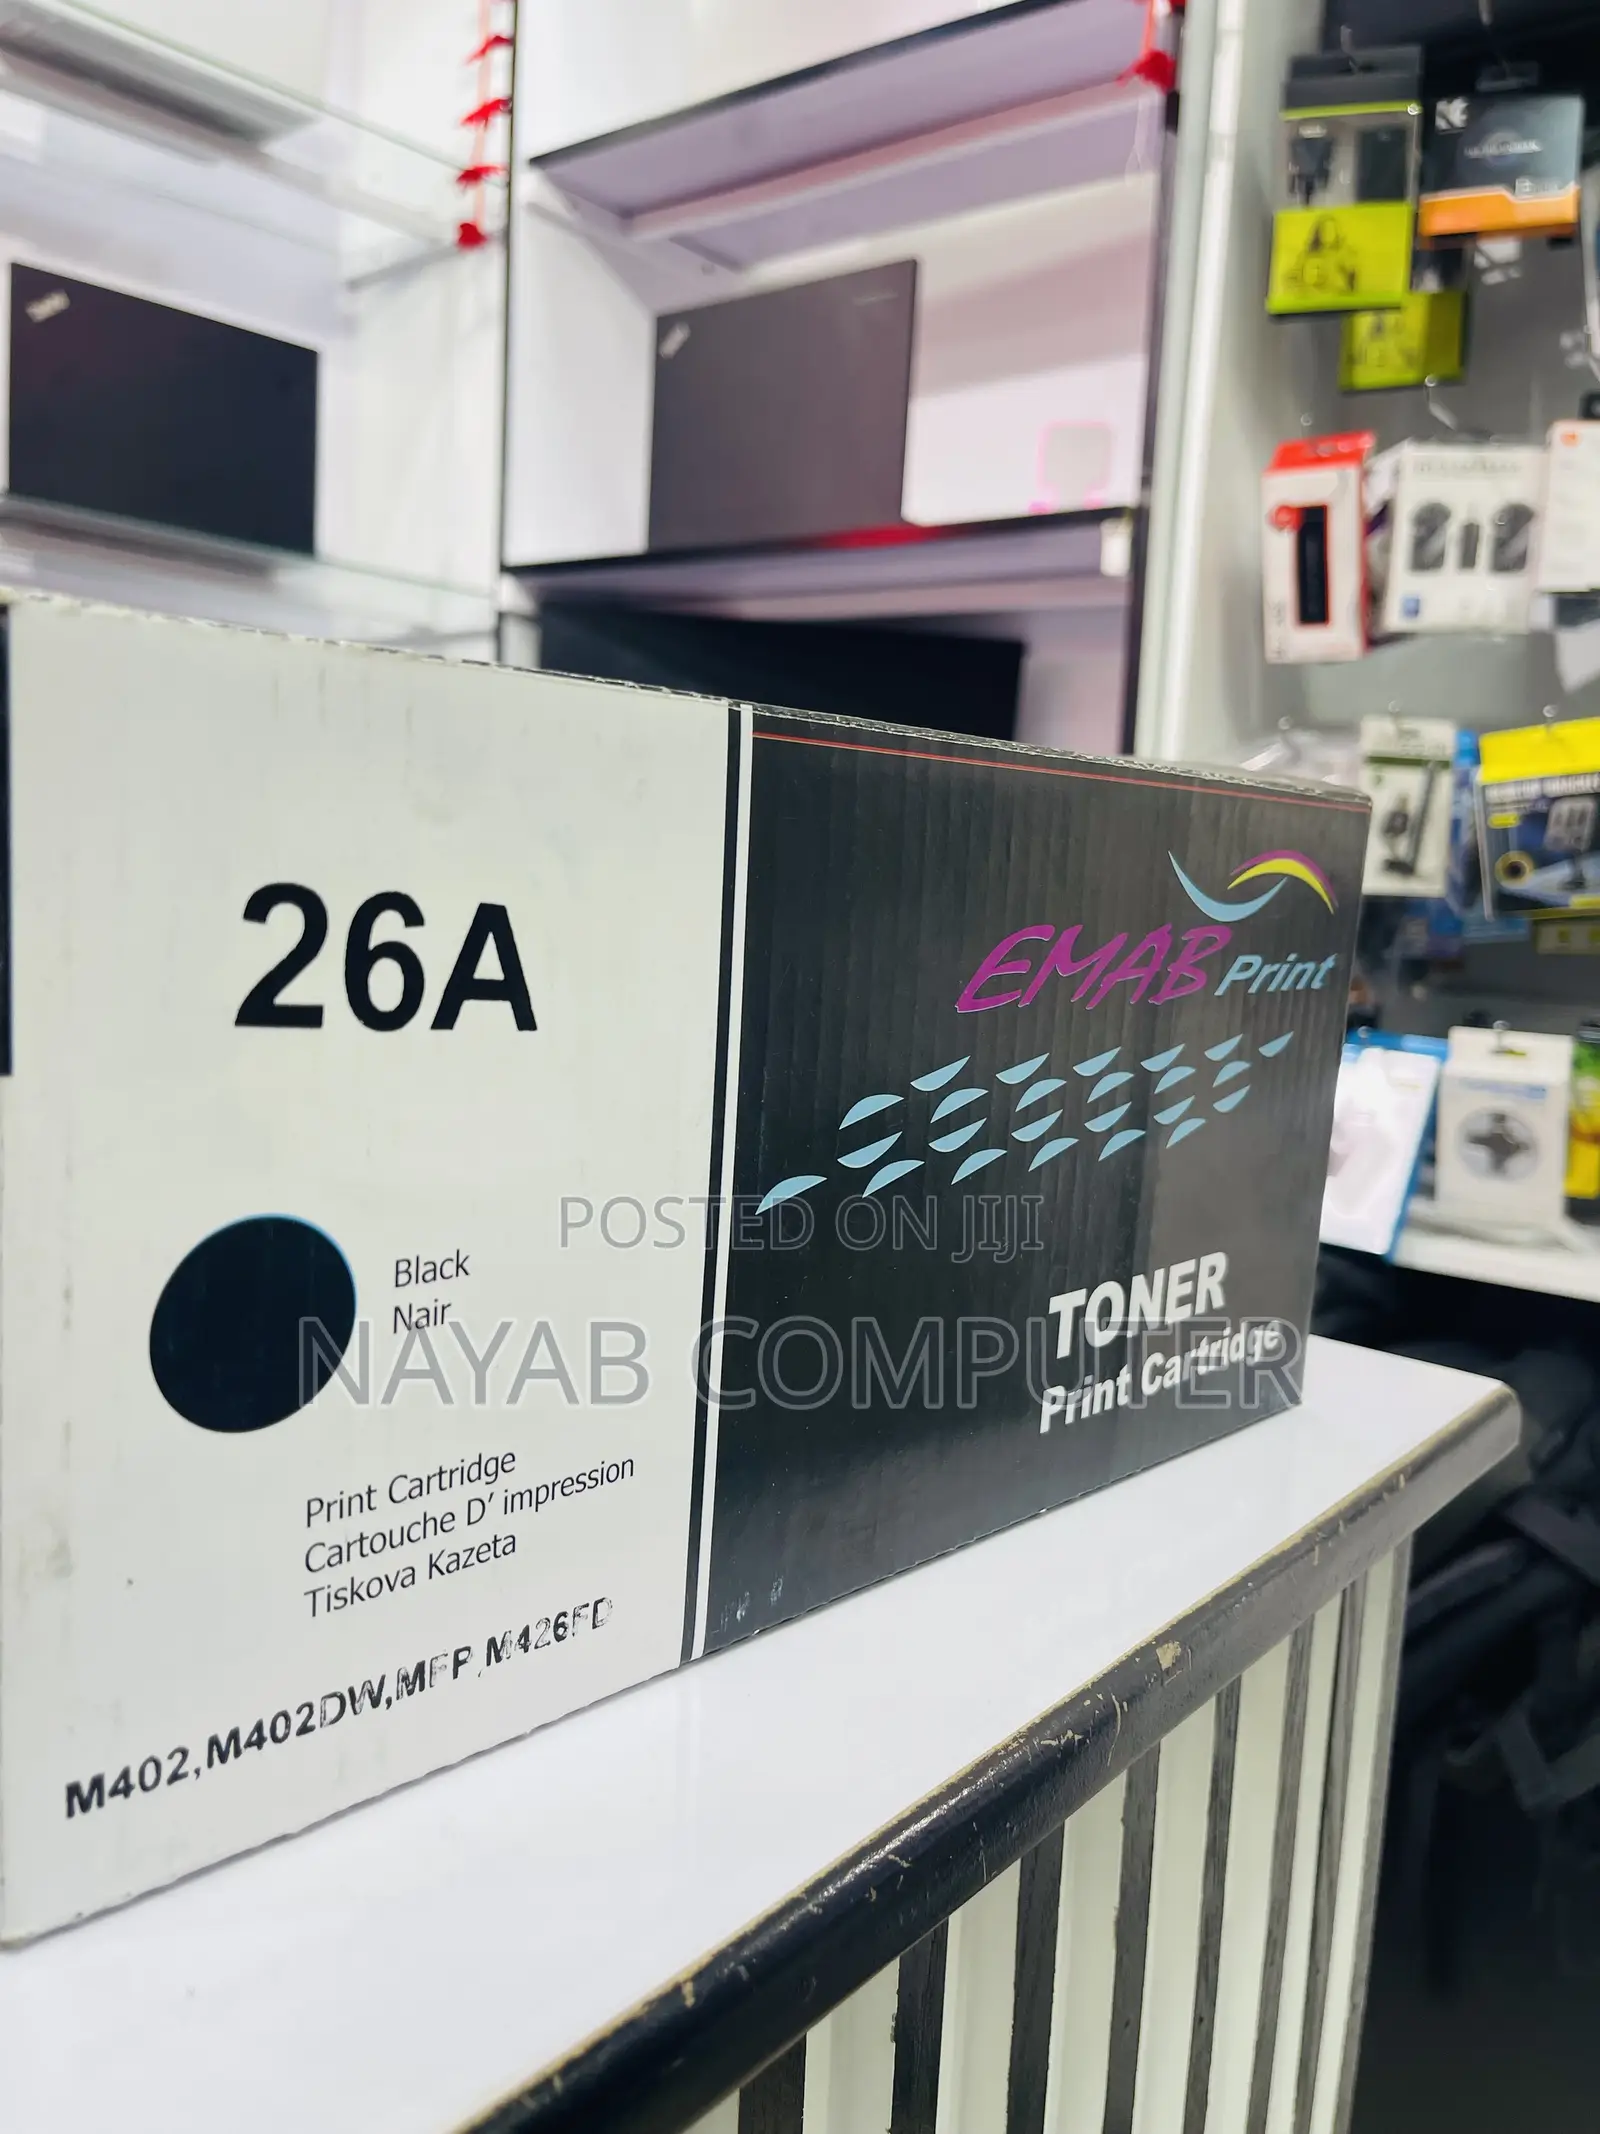 26A
EMAB Print
POSTED ON JIJI
Black
Nair
NAYAB COMPUTER
TONER
Print Cartridge
Print Cartridge
Cartouche D' impression
Tiskova Kazeta
M402,M402DW,MFP,M426FD